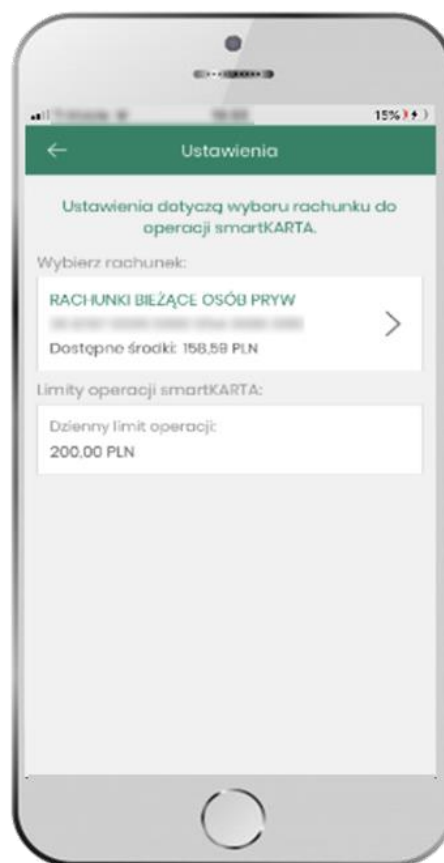 15%
Ustawienia
Ustawienia dotyczą wyboru rachunku do
operacji smartKARTA.
Wybierz rachunek:
RACHUNKI BIEŻĄCE OSÓB PRYW
Dostępne środki: 158,59 PLN
Limity operacji smartKARTA:
Dzienny limit operacji:
200,00 PLN